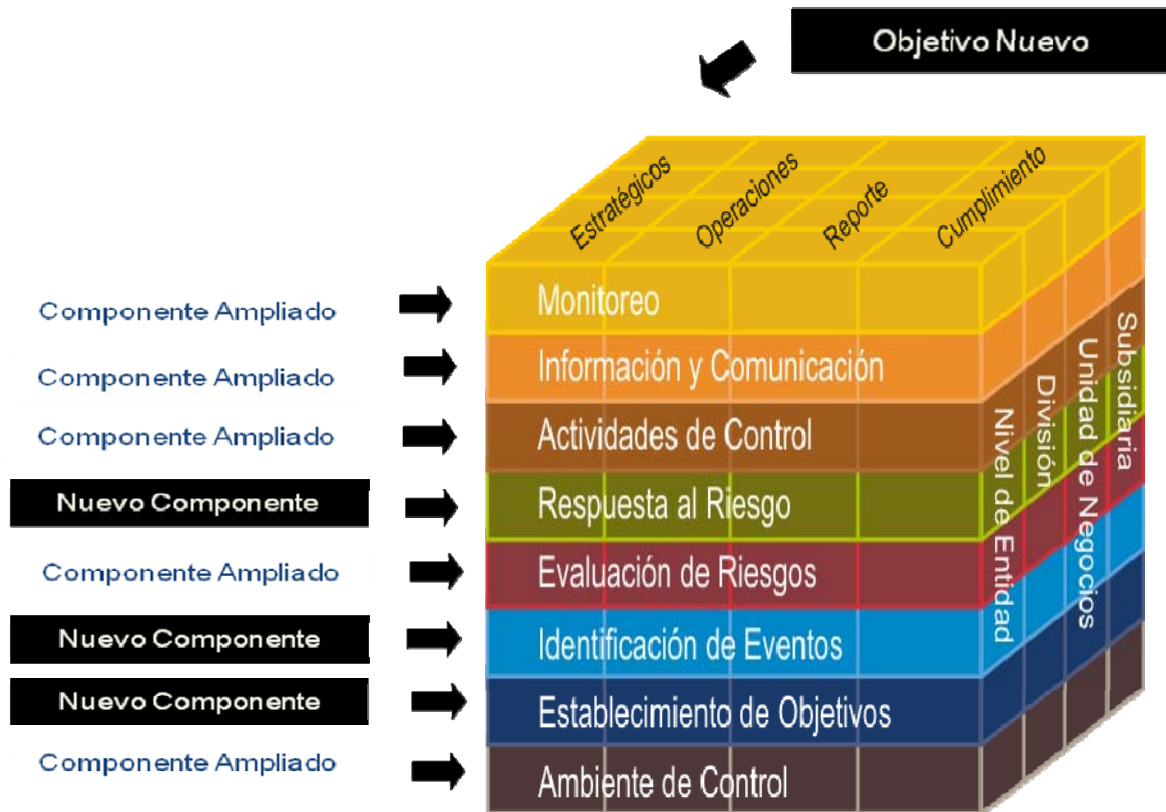 Objetivo Nuevo
Estratégicos
Operaciones
Reporte
Cumplimiento
Componente Ampliado
Monitoreo
Componente Ampliado
Información y Comunicación
Componente Ampliado
Actividades de Control
Nuevo Componente
Respuesta al Riesgo
Componente Ampliado
Evaluación de Riesgos
Nuevo Componente
Identificación de Eventos
Nuevo Componente
Establecimiento de Objetivos
Componente Ampliado
Ambiente de Control
Nivel de Entidad
División
Unidad de Negocios
Subsidiaria